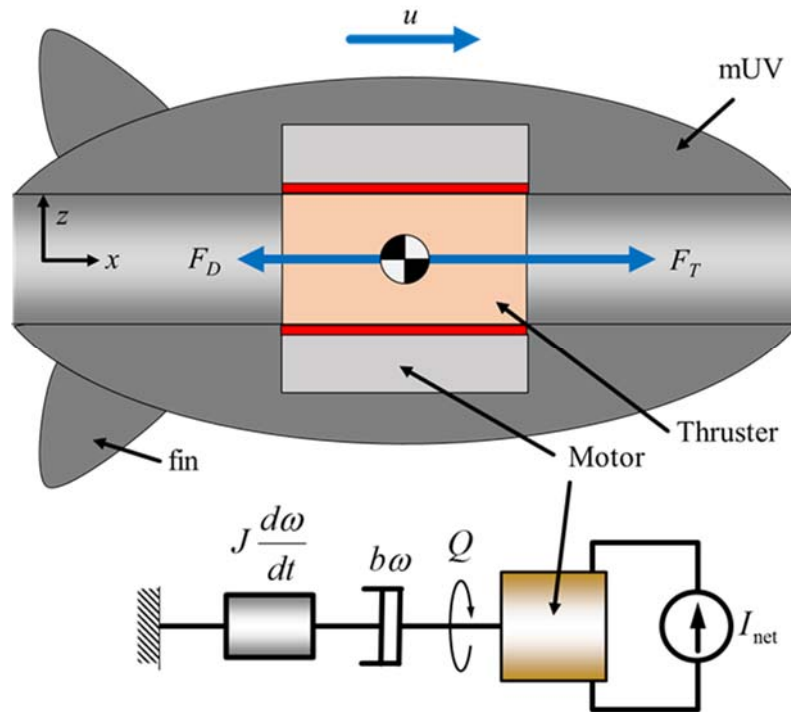 u
mUV
z
x
F_D
F_T
Thruster
Motor
fin
J dω/dt
bω
Q
I_net